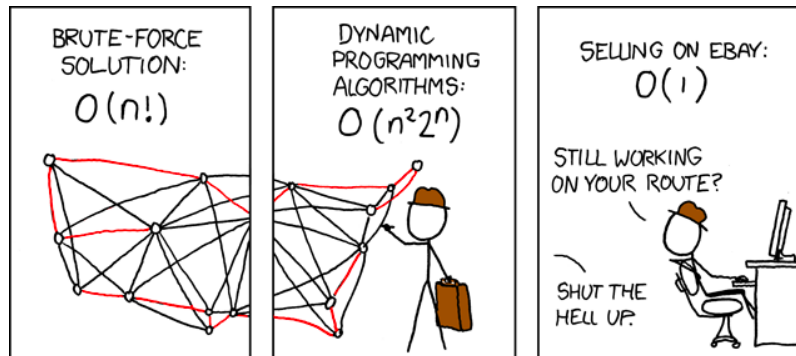 BRUTE-FORCE
SOLUTION:
O(n!)
DYNAMIC
PROGRAMMING
ALGORITHMS:
O(n²2ⁿ)
SELLING ON EBAY:
O(1)
STILL WORKING
ON YOUR ROUTE?
SHUT THE
HELL UP.